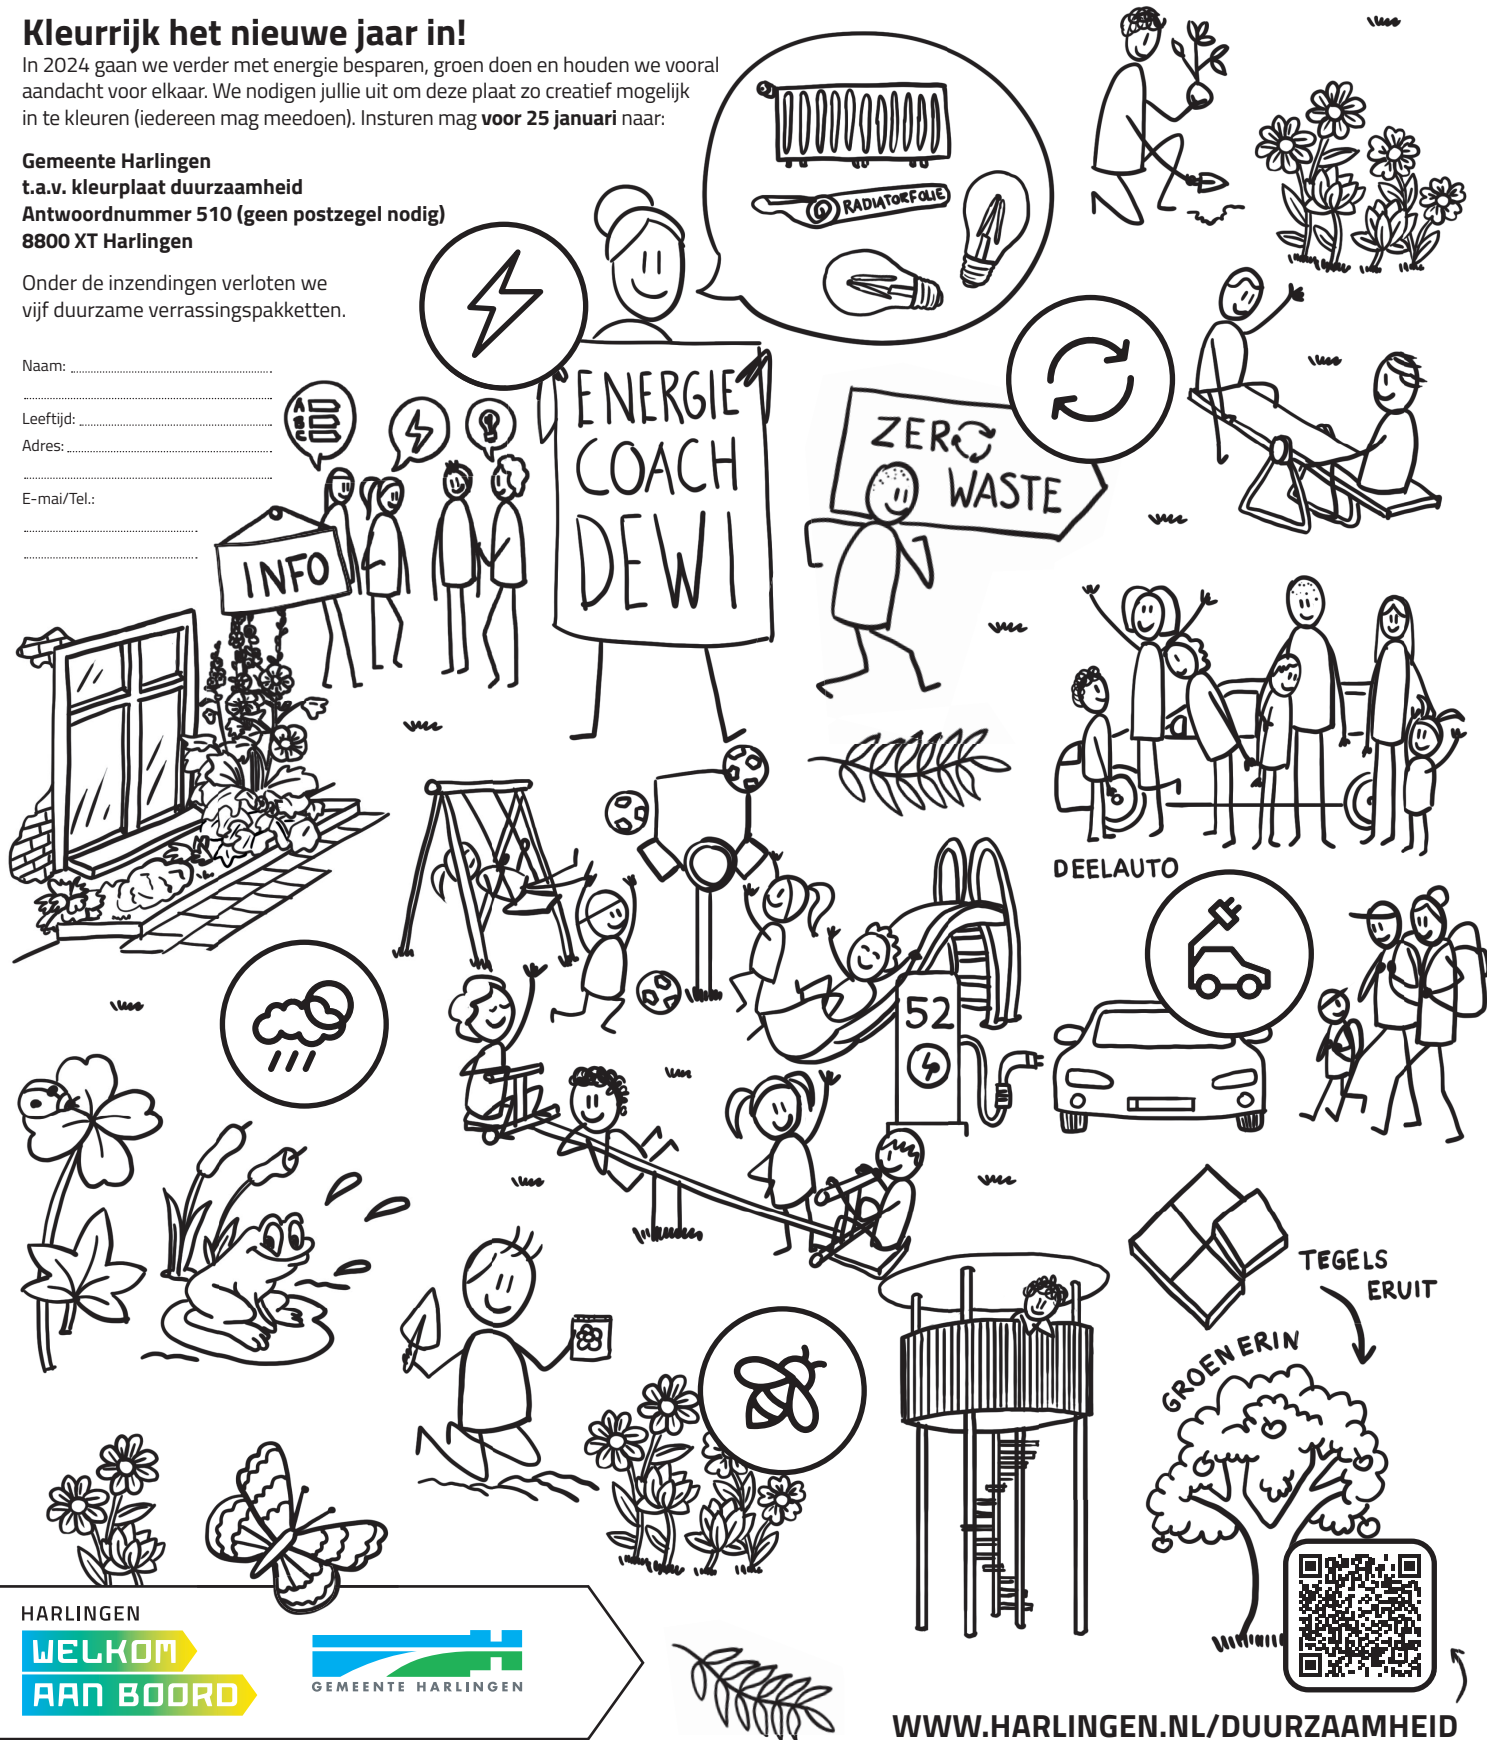 Kleurrijk het nieuwe jaar in!
In 2024 gaan we verder met energie besparen, groen doen en houden we vooral
aandacht voor elkaar. We nodigen jullie uit om deze plaat zo creatief mogelijk
in te kleuren (iedereen mag meedoen). Insturen mag voor 25 januari naar:
Gemeente Harlingen
t.a.v. kleurplaat duurzaamheid
Antwoordnummer 510 (geen postzegel nodig)
8800 XT Harlingen
Onder de inzendingen verloten we
vijf duurzame verrassingspakketten.
Naam:
Leeftijd:
Adres:
E-mai/Tel.:
RADIATORFOLIE
A
B
C
INFO
ENERGIE
COACH
DEWI
ZERO
WASTE
DEELAUTO
52
TEGELS
ERUIT
GROEN ERIN
HARLINGEN
WELKOM
AAN BOORD
GEMEENTE HARLINGEN
WWW.HARLINGEN.NL/DUURZAAMHEID